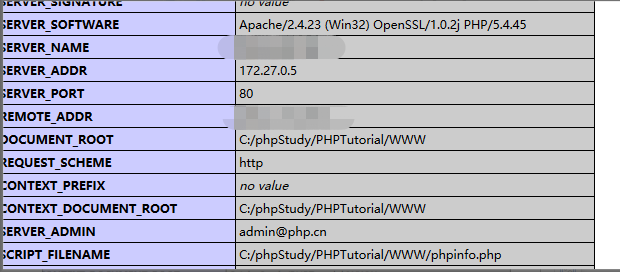 SERVER_SIGNATURE no value
SERVER_SOFTWARE Apache/2.4.23 (Win32) OpenSSL/1.0.2j PHP/5.4.45
SERVER_NAME
SERVER_ADDR 172.27.0.5
SERVER_PORT 80
REMOTE_ADDR
DOCUMENT_ROOT C:/phpStudy/PHPTutorial/WWW
REQUEST_SCHEME http
CONTEXT_PREFIX no value
CONTEXT_DOCUMENT_ROOT C:/phpStudy/PHPTutorial/WWW
SERVER_ADMIN admin@php.cn
SCRIPT_FILENAME C:/phpStudy/PHPTutorial/WWW/phpinfo.php